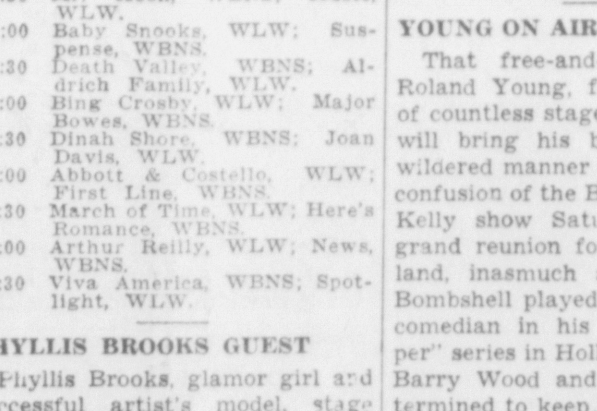 WLW.
:00 Baby Snooks, WLW; Sus-
pense, WBNS.
:30 Death Valley, WBNS; Al-
drich Family, WLW.
:00 Bing Crosby, WLW; Major
Bowes, WBNS.
:30 Dinah Shore, WBNS; Joan
Davis, WLW.
:00 Abbott & Costello, WLW;
First Line, WBNS.
:30 March of Time, WLW; Here's
Romance, WBNS.
:00 Arthur Reilly, WLW; News,
WBNS.
:30 Viva America, WBNS; Spot-
light, WLW.
HYLLIS BROOKS GUEST
Phyllis Brooks, glamor girl and
ccessful artist's model, stage
YOUNG ON AIR
That free-and
Roland Young, f
of countless stage
will bring his b
wildered manner
confusion of the B
Kelly show Satu
grand reunion fo
land, inasmuch
Bombshell played
comedian in his
per" series in Holl
Barry Wood and
termined to keep